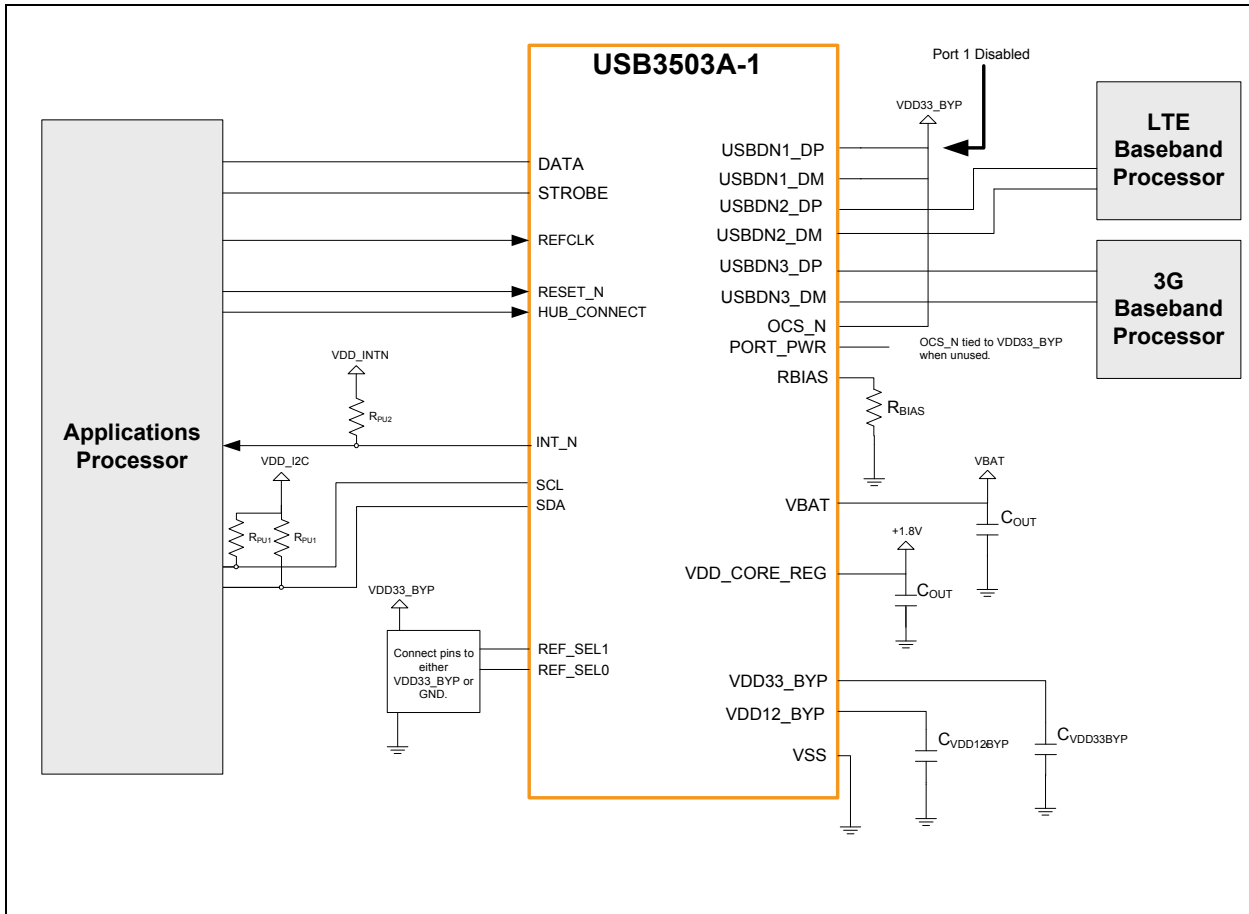 USB3503A-1
Port 1 Disabled
VDD33_BYP
LTE
Baseband
Processor
3G
Baseband
Processor
Applications
Processor
DATA
STROBE
REFCLK
RESET_N
HUB_CONNECT
VDD_INTN
RPU2
INT_N
VDD_I2C
SCL
SDA
RPU1
RPU1
VDD33_BYP
Connect pins to
either
VDD33_BYP or
GND.
REF_SEL1
REF_SEL0
USBDN1_DP
USBDN1_DM
USBDN2_DP
USBDN2_DM
USBDN3_DP
USBDN3_DM
OCS_N
PORT_PWR
OCS_N tied to VDD33_BYP
when unused.
RBIAS
RBIAS
VBAT
VBAT
COUT
+1.8V
VDD_CORE_REG
COUT
VDD33_BYP
VDD12_BYP
CVDD12BYP
CVDD33BYP
VSS